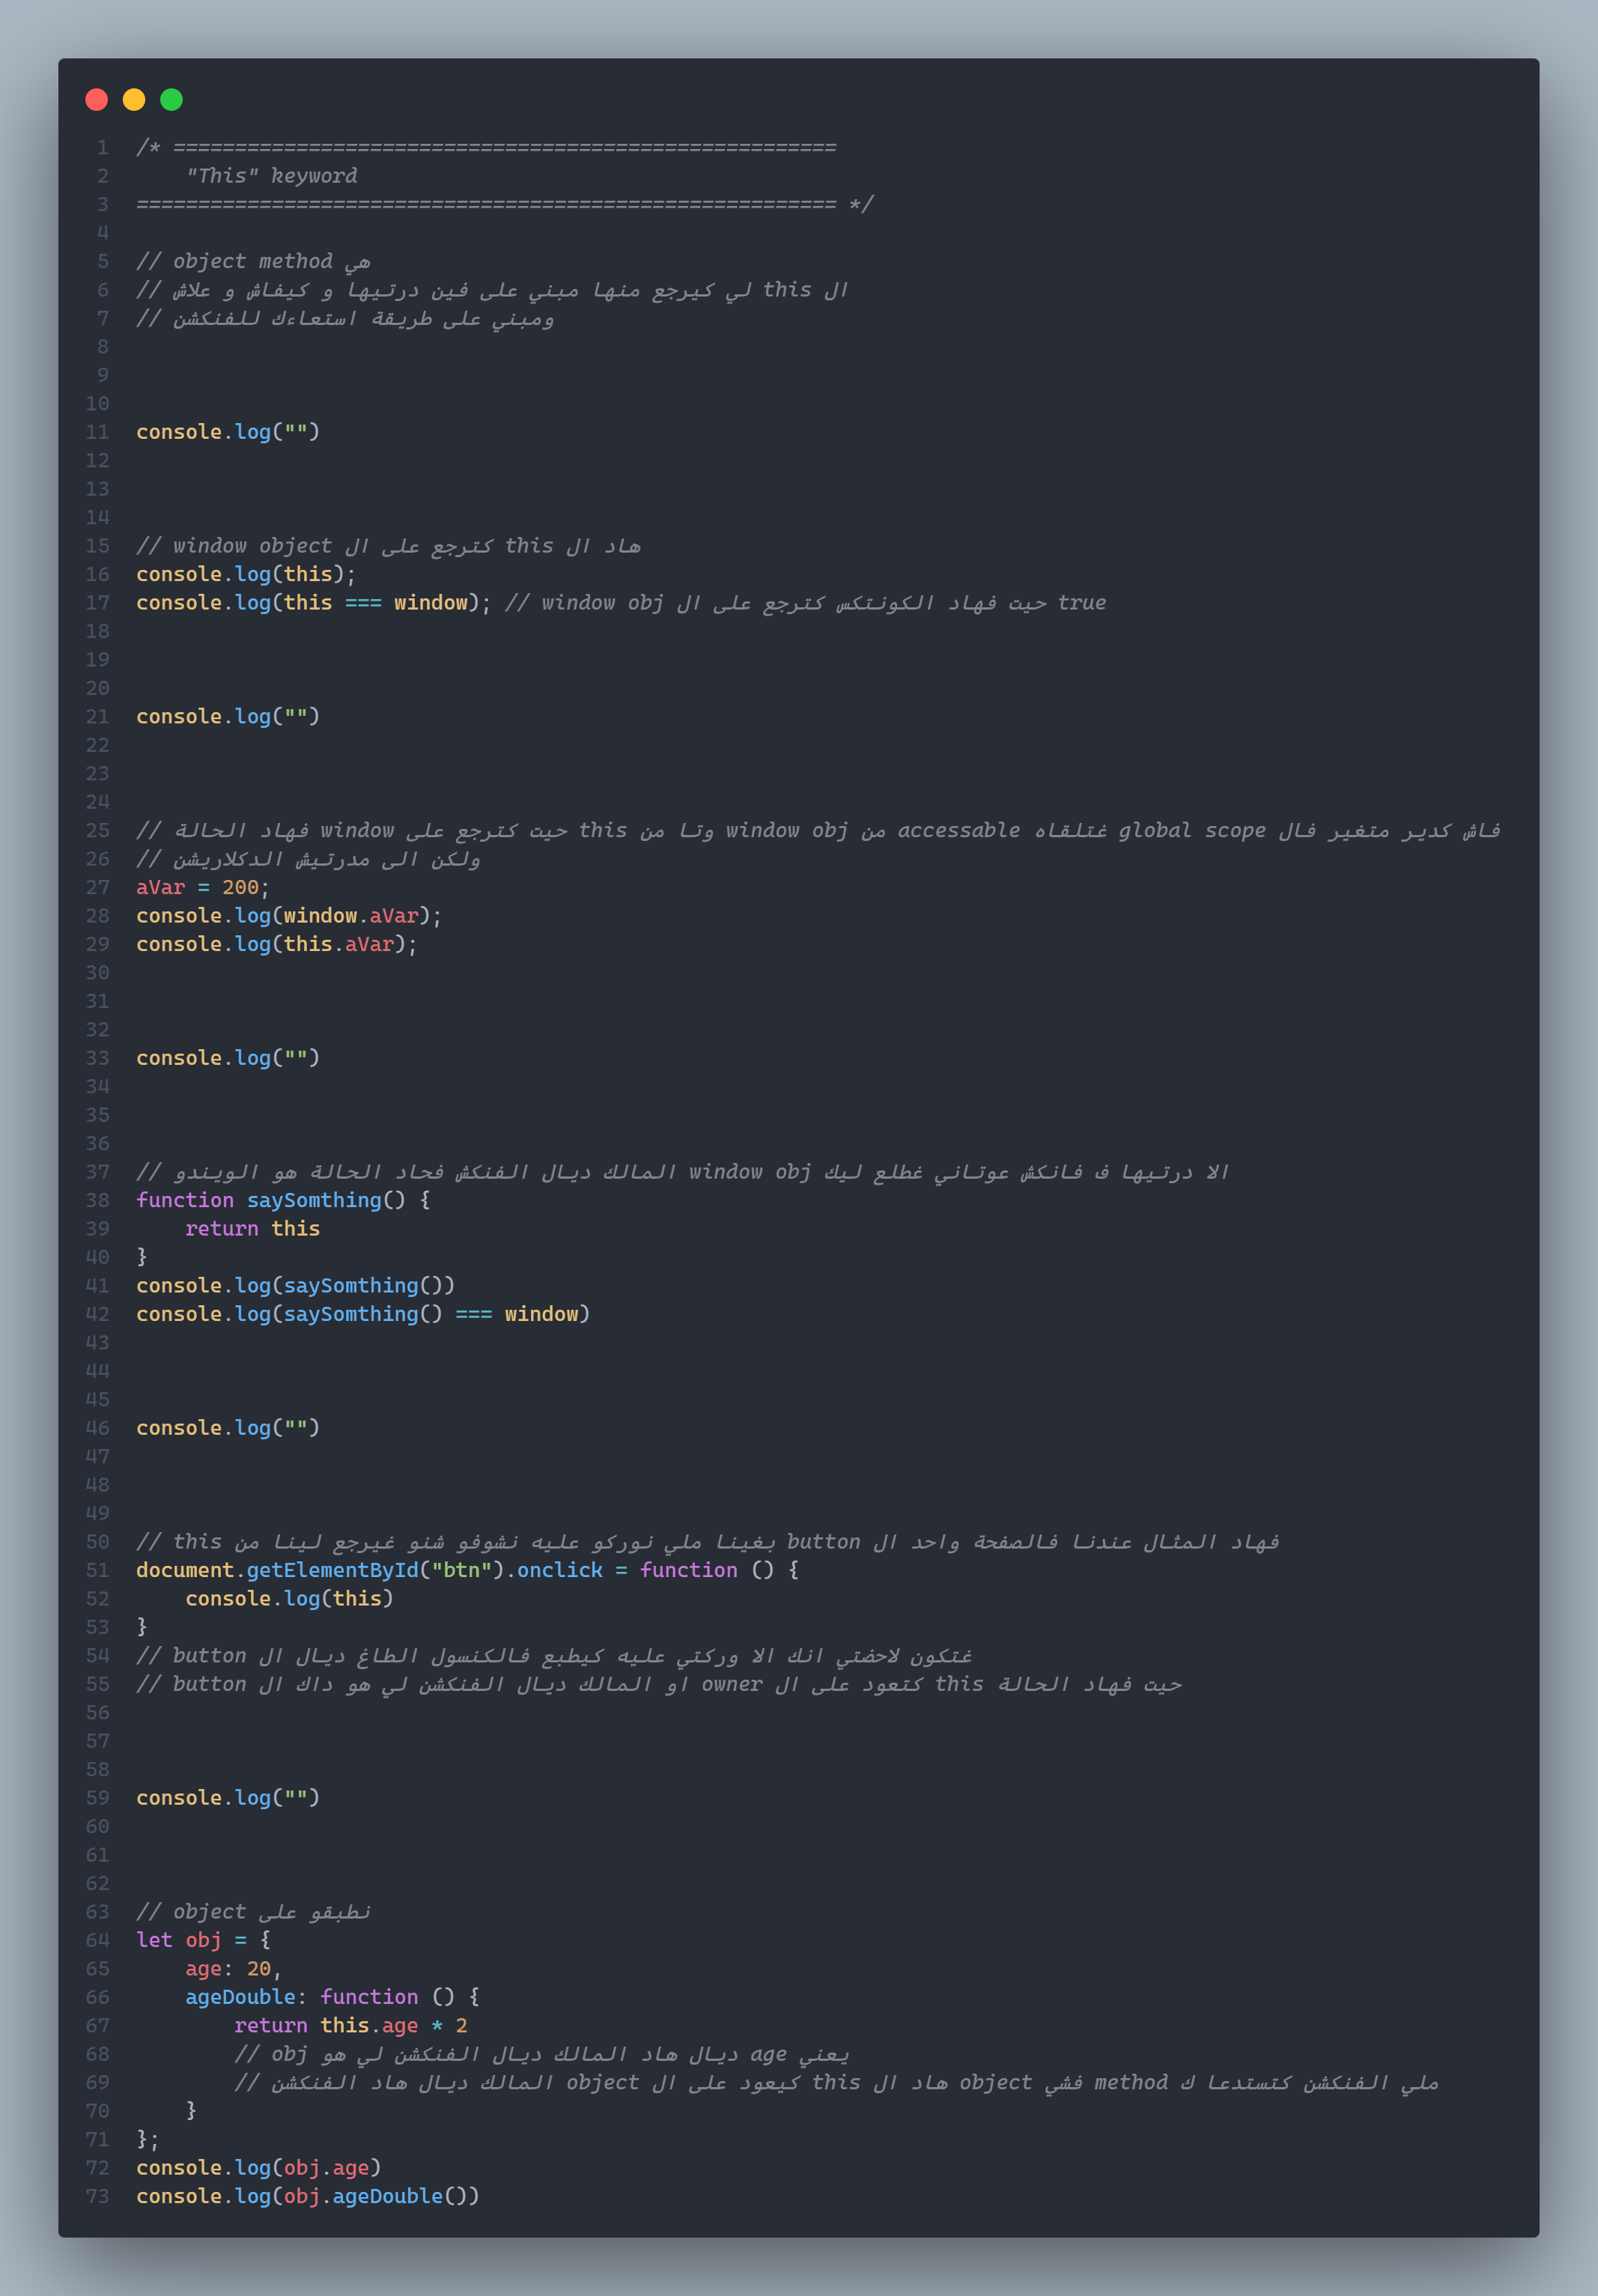 1 /* ======================================================
2 "This" keyword
3 ========================================================= */
4
5 // object method هي
6 // ال this لي كيرجع منها مبني على فين درتيها و كيفاش و علاش
7 // ومبني على طريقة استعاءك للفنكشن
8
9
10
11 console.log("")
12
13
14
15 // window object هاد ال this كترجع على ال
16 console.log(this);
17 console.log(this === window); // window obj حيت فهاد الكونتكس كترجع على ال true
18
19
20
21 console.log("")
22
23
24
25 // فاش كدير متغير فال global scope غتلقاه accessable من window obj وتا من this حيت كترجع على window فهاد الحالة
26 // ولكن الى مدرتيش الدكلاريشن
27 aVar = 200;
28 console.log(window.aVar);
29 console.log(this.aVar);
30
31
32
33 console.log("")
34
35
36
37 // الا درتيها ف فانكش عوتاني غطلع ليك window obj المالك ديال الفنكش فحاد الحالة هو الويندو
38 function saySomthing() {
39 return this
40 }
41 console.log(saySomthing())
42 console.log(saySomthing() === window)
43
44
45
46 console.log("")
47
48
49
50 // this فهاد المثال عندنا فالصفحة واحد ال button بغينا ملي نوركو عليه نشوفو شنو غيرجع لينا من
51 document.getElementById("btn").onclick = function () {
52 console.log(this)
53 }
54 // button غتكون لاحضتي انك الا وركتي عليه كيطبع فالكنسول الطاغ ديال ال
55 // button حيت فهاد الحالة this كتعود على ال owner او المالك ديال الفنكشن لي هو داك ال
56
57
58
59 console.log("")
60
61
62
63 // object نطبقو على
64 let obj = {
65 age: 20,
66 ageDouble: function () {
67 return this.age * 2
68 // obj يعني age ديال هاد المالك ديال الفنكشن لي هو
69 // ملي الفنكشن كتستدعا ك method فشي object هاد ال this كيعود على ال object المالك ديال هاد الفنكشن
70 }
71 };
72 console.log(obj.age)
73 console.log(obj.ageDouble())